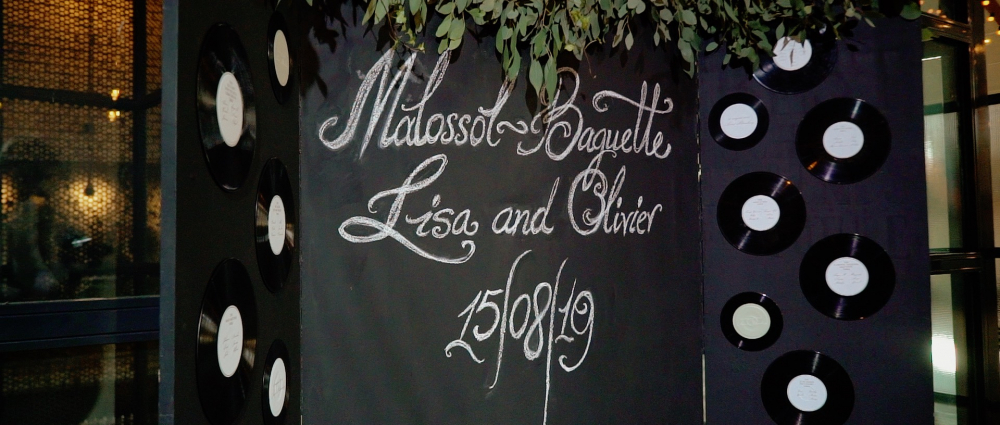 Malossol~Baguette
Lisa and Olivier
15/08/19